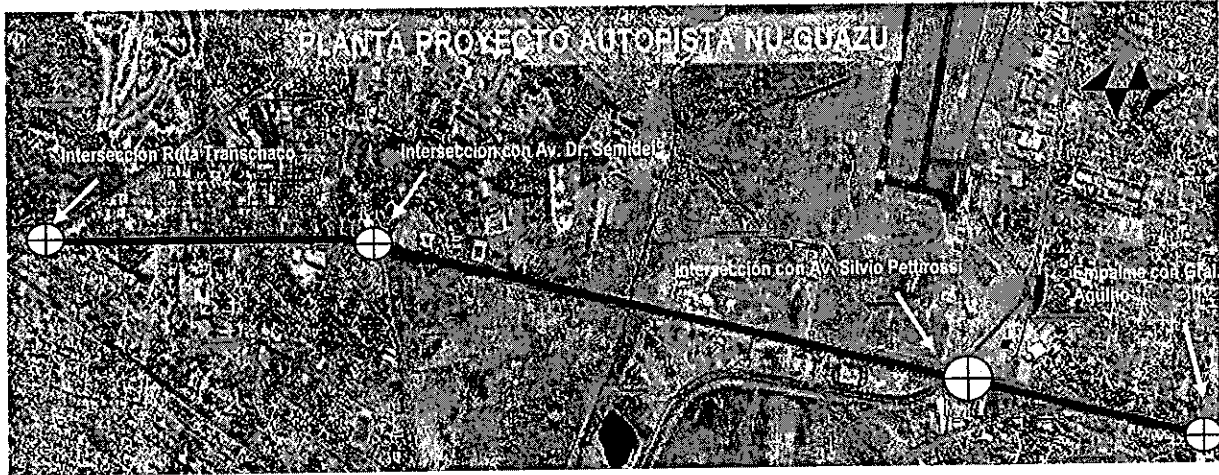 PLANTA PROYECTO AUTOPISTA ÑU-GUAZU
Intersección Ruta Transchaco
Intersección con Av. Dr. Semidei
Intersección con Av. Silvio Pettirossi
Empalme con Gral
Aquino